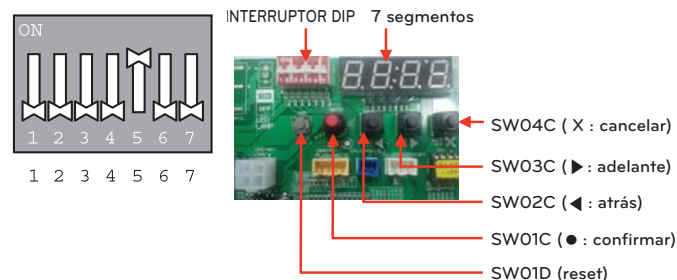 ON
1 2 3 4 5 6 7
1 2 3 4 5 6 7
INTERRUPTOR DIP 7 segmentos
SW04C ( X : cancelar)
SW03C (▶ : adelante)
SW02C (◀ : atrás)
SW01C (● : confirmar)
SW01D (reset)